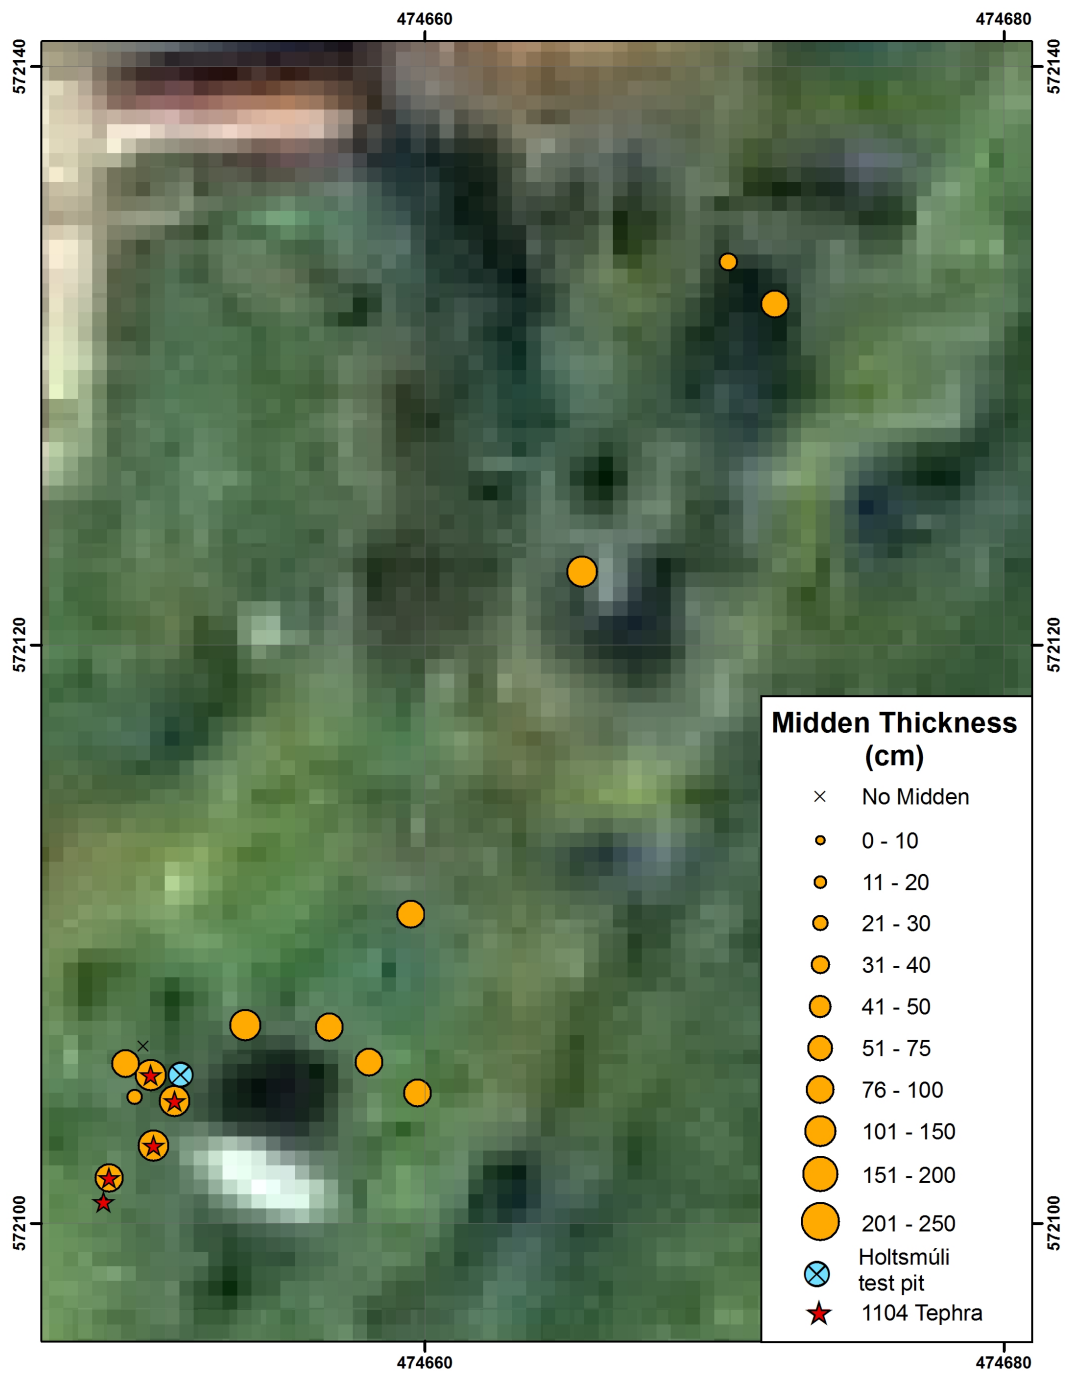 474660
474680
572140
572140
572120
572120
Midden Thickness
(cm)
No Midden
0 - 10
11 - 20
21 - 30
31 - 40
41 - 50
51 - 75
76 - 100
101 - 150
151 - 200
201 - 250
Holtsmúli
test pit
1104 Tephra
572100
572100
474660
474680